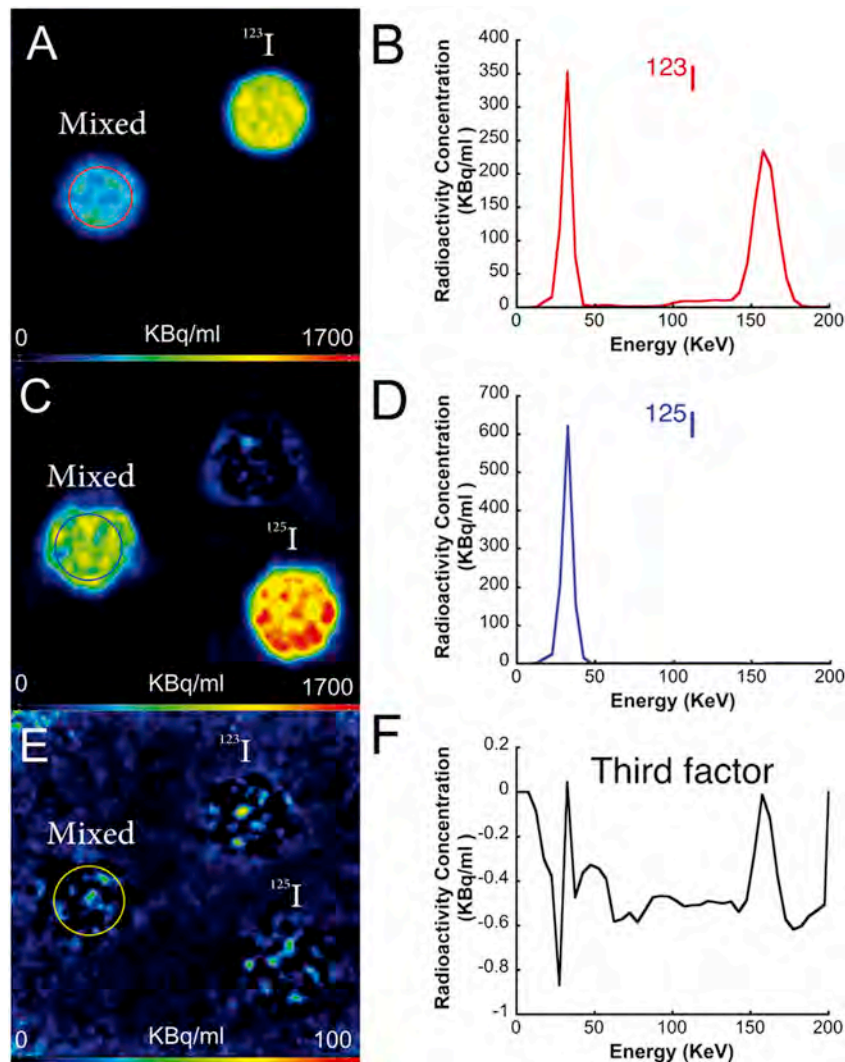 A
¹²³I
Mixed
0 KBq/ml 1700
B
Radioactivity Concentration
(KBq/ml)
400
350
300
250
200
150
100
50
0
0 50 100 150 200
Energy (KeV)
123I
C
Mixed
¹²⁵I
0 KBq/ml 1700
D
Radioactivity Concentration
(KBq/ml)
700
600
500
400
300
200
100
0
0 50 100 150 200
Energy (KeV)
125I
E
¹²³I
Mixed
¹²⁵I
0 KBq/ml 100
F
Third factor
Radioactivity Concentration
(KBq/ml)
0.2
0
-0.2
-0.4
-0.6
-0.8
-1
0 50 100 150 200
Energy (KeV)